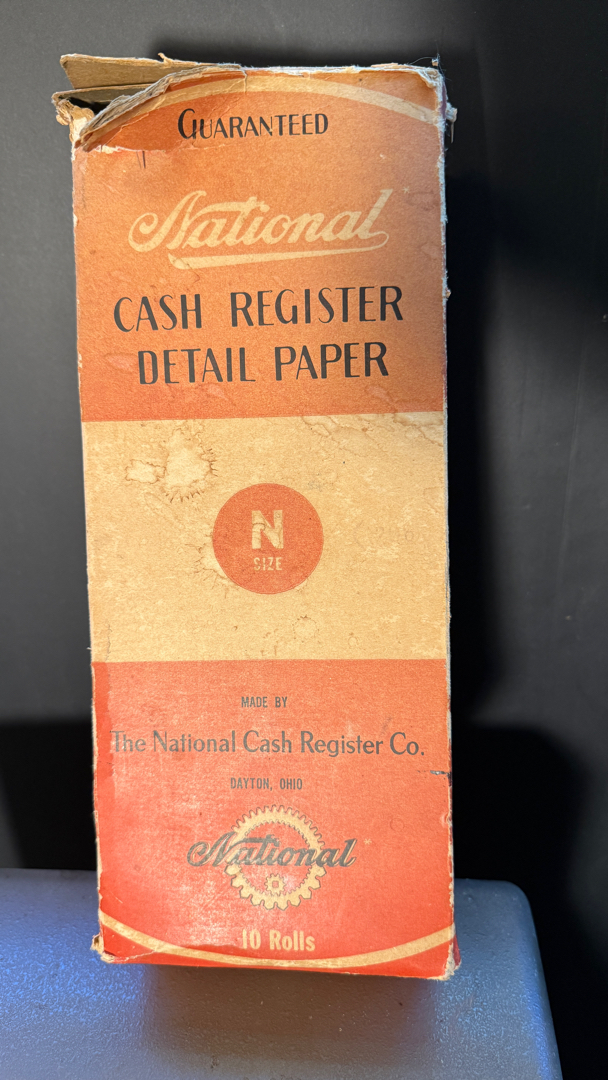 GUARANTEED
National
CASH REGISTER
DETAIL PAPER
N
SIZE
MADE BY
The National Cash Register Co.
DAYTON, OHIO
National
10 Rolls